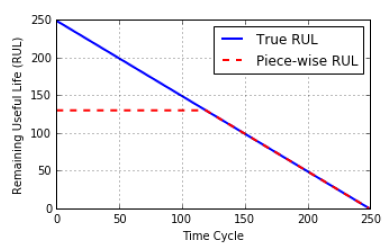 250
200
150
100
50
0
Remaining Useful Life (RUL)
True RUL
Piece-wise RUL
0 50 100 150 200 250
Time Cycle